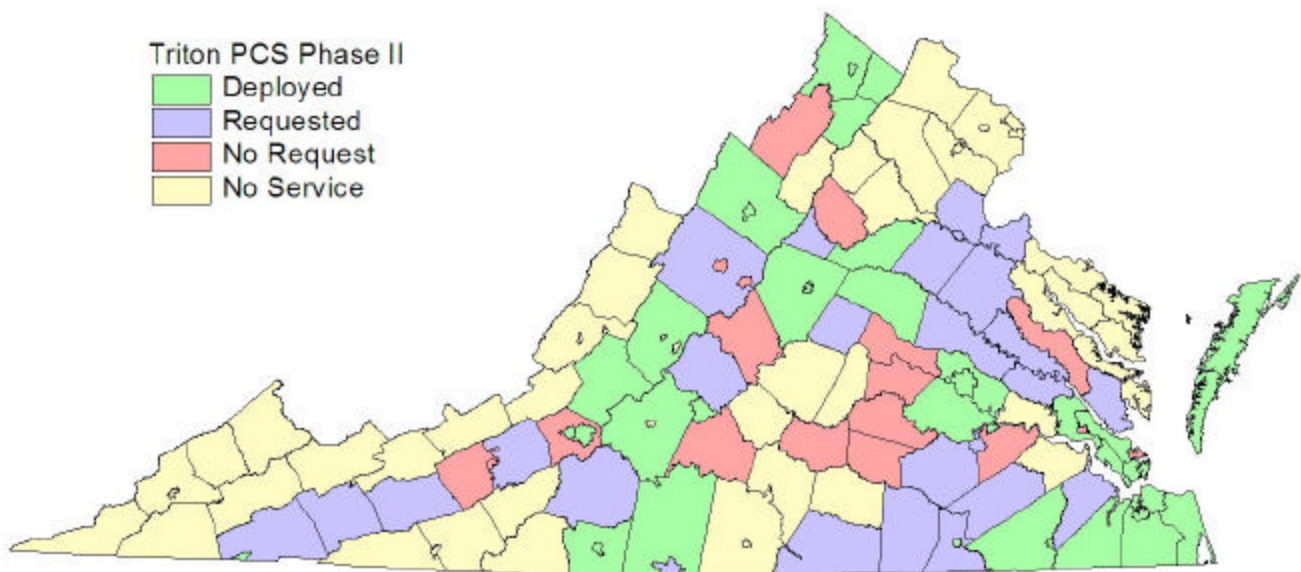 Triton PCS Phase II
Deployed
Requested
No Request
No Service